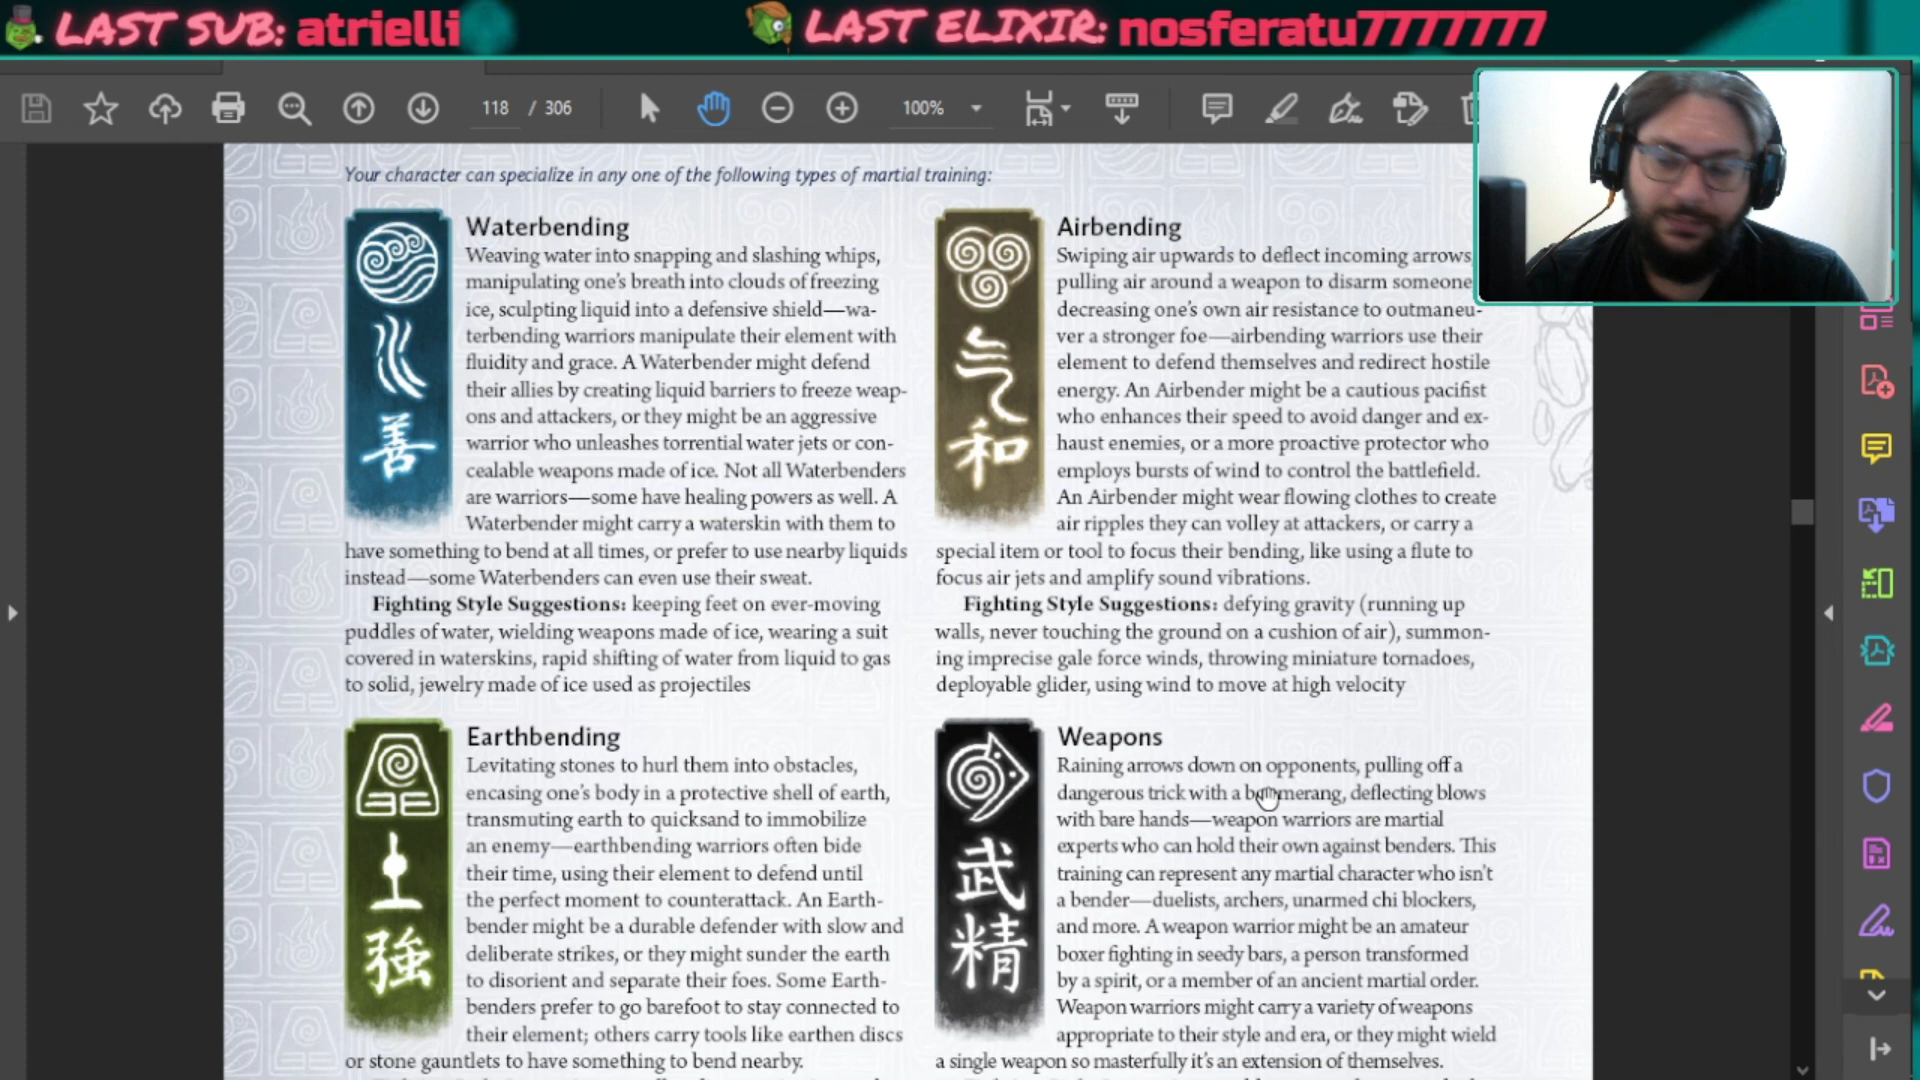 LAST SUB: atrielli
LAST ELIXIR: nosferatu7777777
118 / 306
100%
Your character can specialize in any one of the following types of martial training:
Waterbending
Weaving water into snapping and slashing whips,
manipulating one's breath into clouds of freezing
ice, sculpting liquid into a defensive shield—wa-
terbending warriors manipulate their element with
fluidity and grace. A Waterbender might defend
their allies by creating liquid barriers to freeze weap-
ons and attackers, or they might be an aggressive
warrior who unleashes torrential water jets or con-
cealable weapons made of ice. Not all Waterbenders
are warriors—some have healing powers as well. A
Waterbender might carry a waterskin with them to
have something to bend at all times, or prefer to use nearby liquids
instead—some Waterbenders can even use their sweat.
Fighting Style Suggestions: keeping feet on ever-moving
puddles of water, wielding weapons made of ice, wearing a suit
covered in waterskins, rapid shifting of water from liquid to gas
to solid, jewelry made of ice used as projectiles
善
Airbending
Swiping air upwards to deflect incoming arrows
pulling air around a weapon to disarm someone
decreasing one's own air resistance to outmaneu-
ver a stronger foe—airbending warriors use their
element to defend themselves and redirect hostile
energy. An Airbender might be a cautious pacifist
who enhances their speed to avoid danger and ex-
haust enemies, or a more proactive protector who
employs bursts of wind to control the battlefield.
An Airbender might wear flowing clothes to create
air ripples they can volley at attackers, or carry a
special item or tool to focus their bending, like using a flute to
focus air jets and amplify sound vibrations.
Fighting Style Suggestions: defying gravity (running up
walls, never touching the ground on a cushion of air), summon-
ing imprecise gale force winds, throwing miniature tornadoes,
deployable glider, using wind to move at high velocity
气
和
Earthbending
Levitating stones to hurl them into obstacles,
encasing one's body in a protective shell of earth,
transmuting earth to quicksand to immobilize
an enemy—earthbending warriors often bide
their time, using their element to defend until
the perfect moment to counterattack. An Earth-
bender might be a durable defender with slow and
deliberate strikes, or they might sunder the earth
to disorient and separate their foes. Some Earth-
benders prefer to go barefoot to stay connected to
their element; others carry tools like earthen discs
or stone gauntlets to have something to bend nearby.
土
強
Weapons
Raining arrows down on opponents, pulling off a
dangerous trick with a boomerang, deflecting blows
with bare hands—weapon warriors are martial
experts who can hold their own against benders. This
training can represent any martial character who isn't
a bender—duelists, archers, unarmed chi blockers,
and more. A weapon warrior might be an amateur
boxer fighting in seedy bars, a person transformed
by a spirit, or a member of an ancient martial order.
Weapon warriors might carry a variety of weapons
appropriate to their style and era, or they might wield
a single weapon so masterfully it's an extension of themselves.
武
精